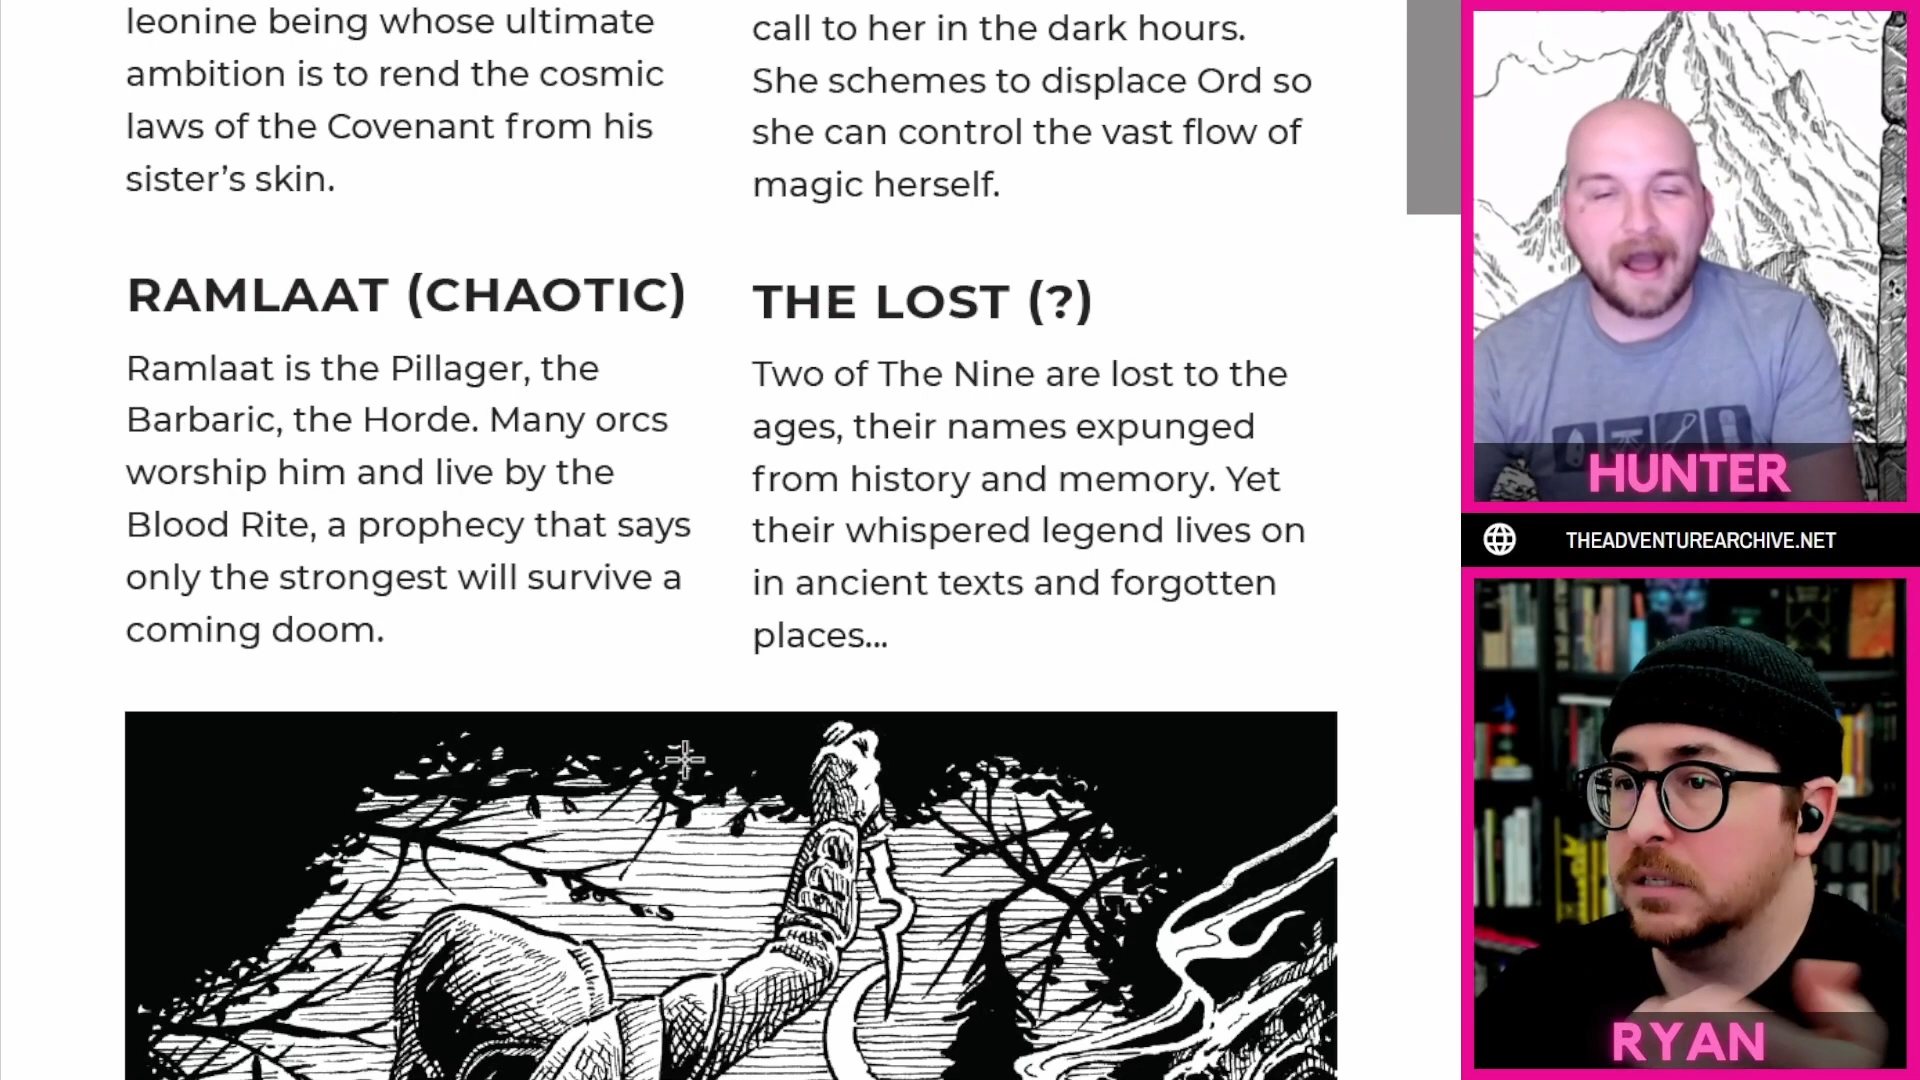 leonine being whose ultimate
ambition is to rend the cosmic
laws of the Covenant from his
sister's skin.
RAMLAAT (CHAOTIC)
Ramlaat is the Pillager, the
Barbaric, the Horde. Many orcs
worship him and live by the
Blood Rite, a prophecy that says
only the strongest will survive a
coming doom.
call to her in the dark hours.
She schemes to displace Ord so
she can control the vast flow of
magic herself.
THE LOST (?)
Two of The Nine are lost to the
ages, their names expunged
from history and memory. Yet
their whispered legend lives on
in ancient texts and forgotten
places...
HUNTER
THEADVENTUREARCHIVE.NET
RYAN